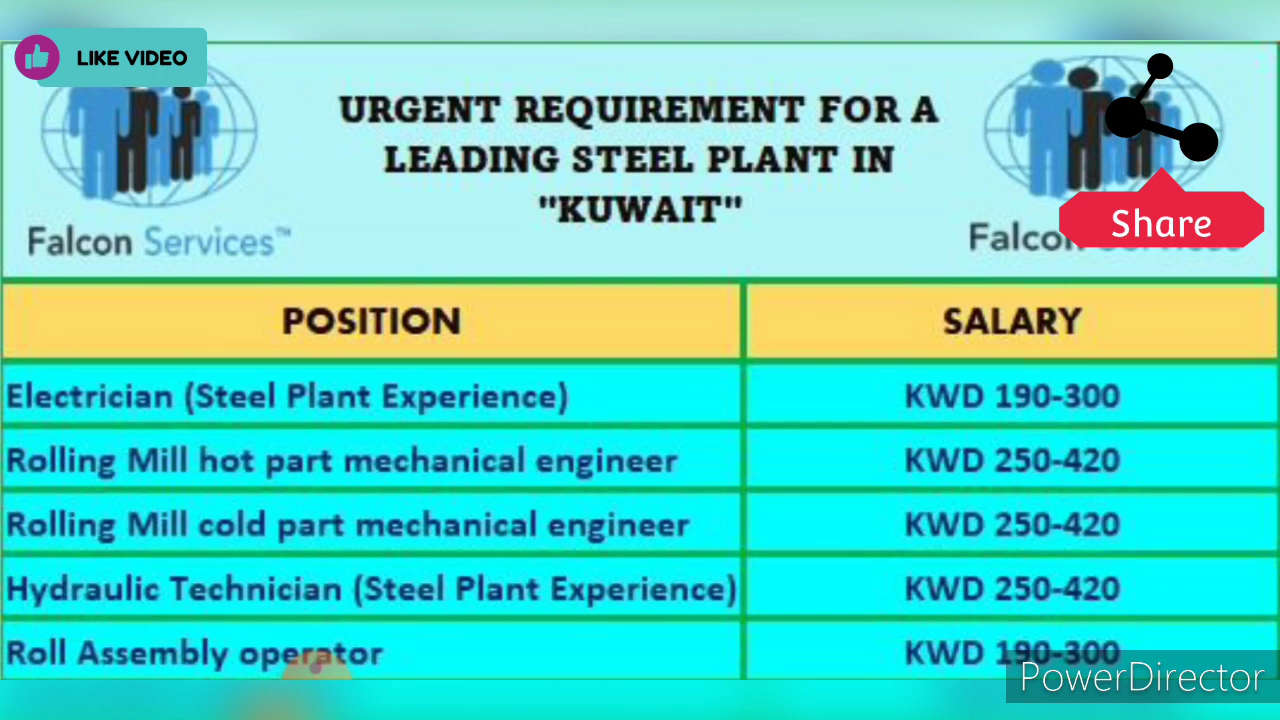 LIKE VIDEO
URGENT REQUIREMENT FOR A
LEADING STEEL PLANT IN
"KUWAIT"
Falcon Services™
Falcon
Share
POSITION SALARY
Electrician (Steel Plant Experience) KWD 190-300
Rolling Mill hot part mechanical engineer KWD 250-420
Rolling Mill cold part mechanical engineer KWD 250-420
Hydraulic Technician (Steel Plant Experience) KWD 250-420
Roll Assembly operator KWD 190-300
PowerDirector